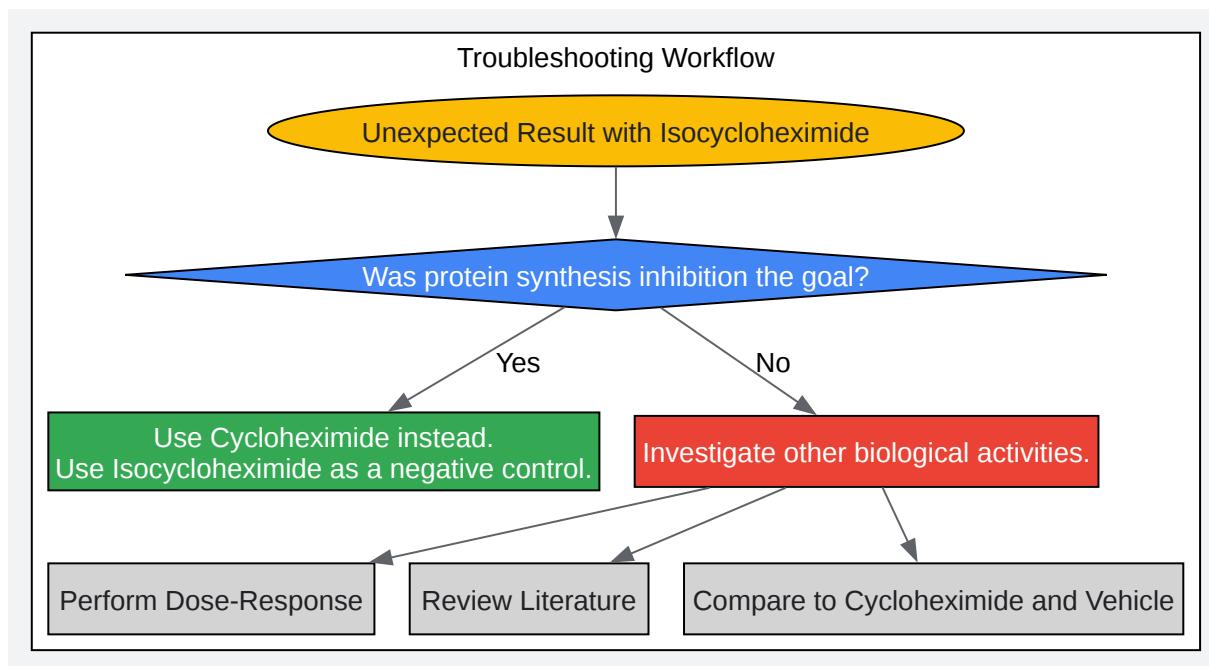 Troubleshooting Workflow
Unexpected Result with Isocycloheximide
Was protein synthesis inhibition the goal?
Yes
No
Use Cycloheximide instead.
Use Isocycloheximide as a negative control.
Investigate other biological activities.
Perform Dose-Response
Review Literature
Compare to Cycloheximide and Vehicle